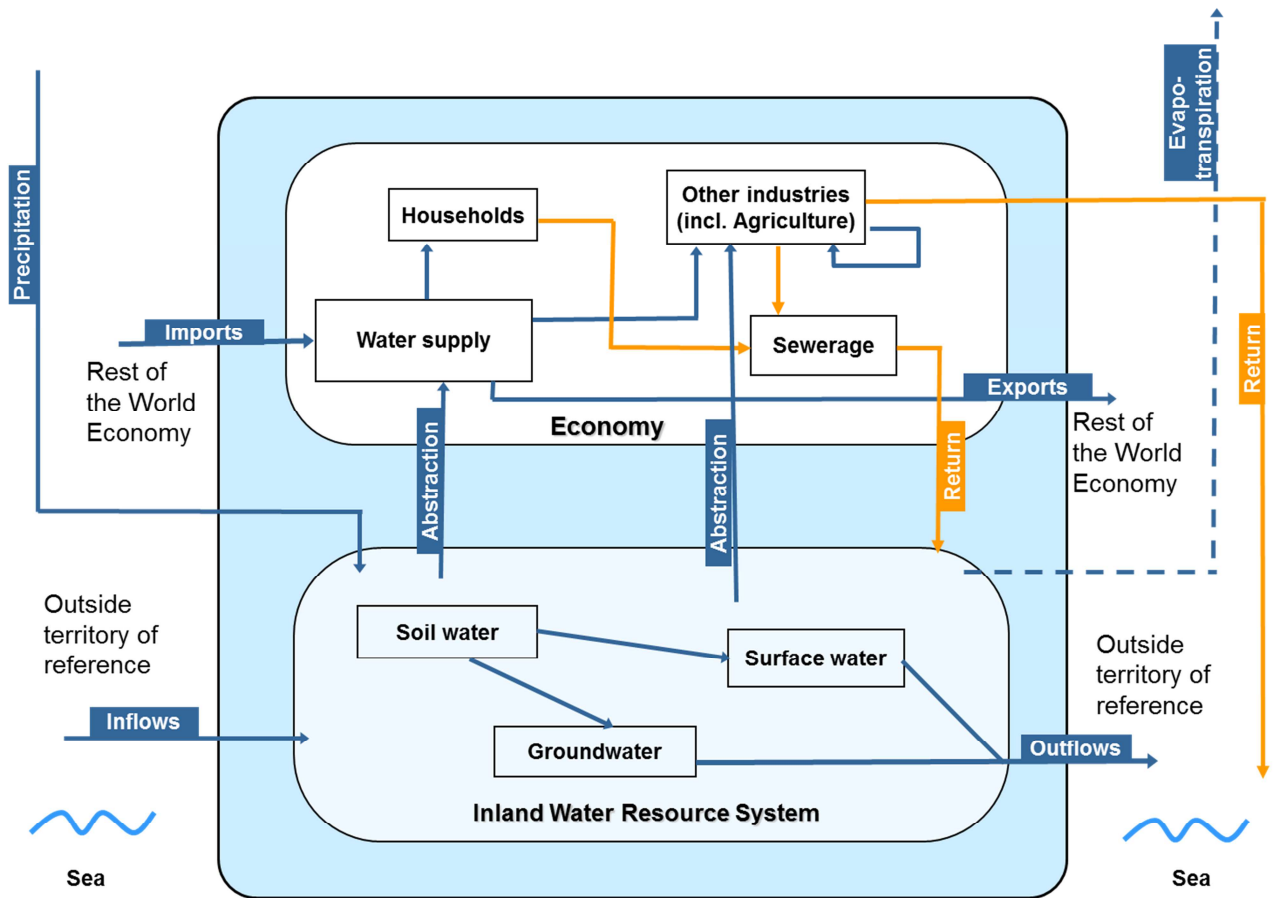 Evapo-
transpiration
Precipitation
Households
Other industries
(incl. Agriculture)
Imports
Water supply
Sewerage
Return
Rest of
the World
Economy
Exports
Economy
Abstraction
Abstraction
Return
Rest of
the World
Economy
Outside
territory of
reference
Soil water
Surface water
Outside
territory of
reference
Inflows
Groundwater
Outflows
Inland Water Resource System
Sea
Sea